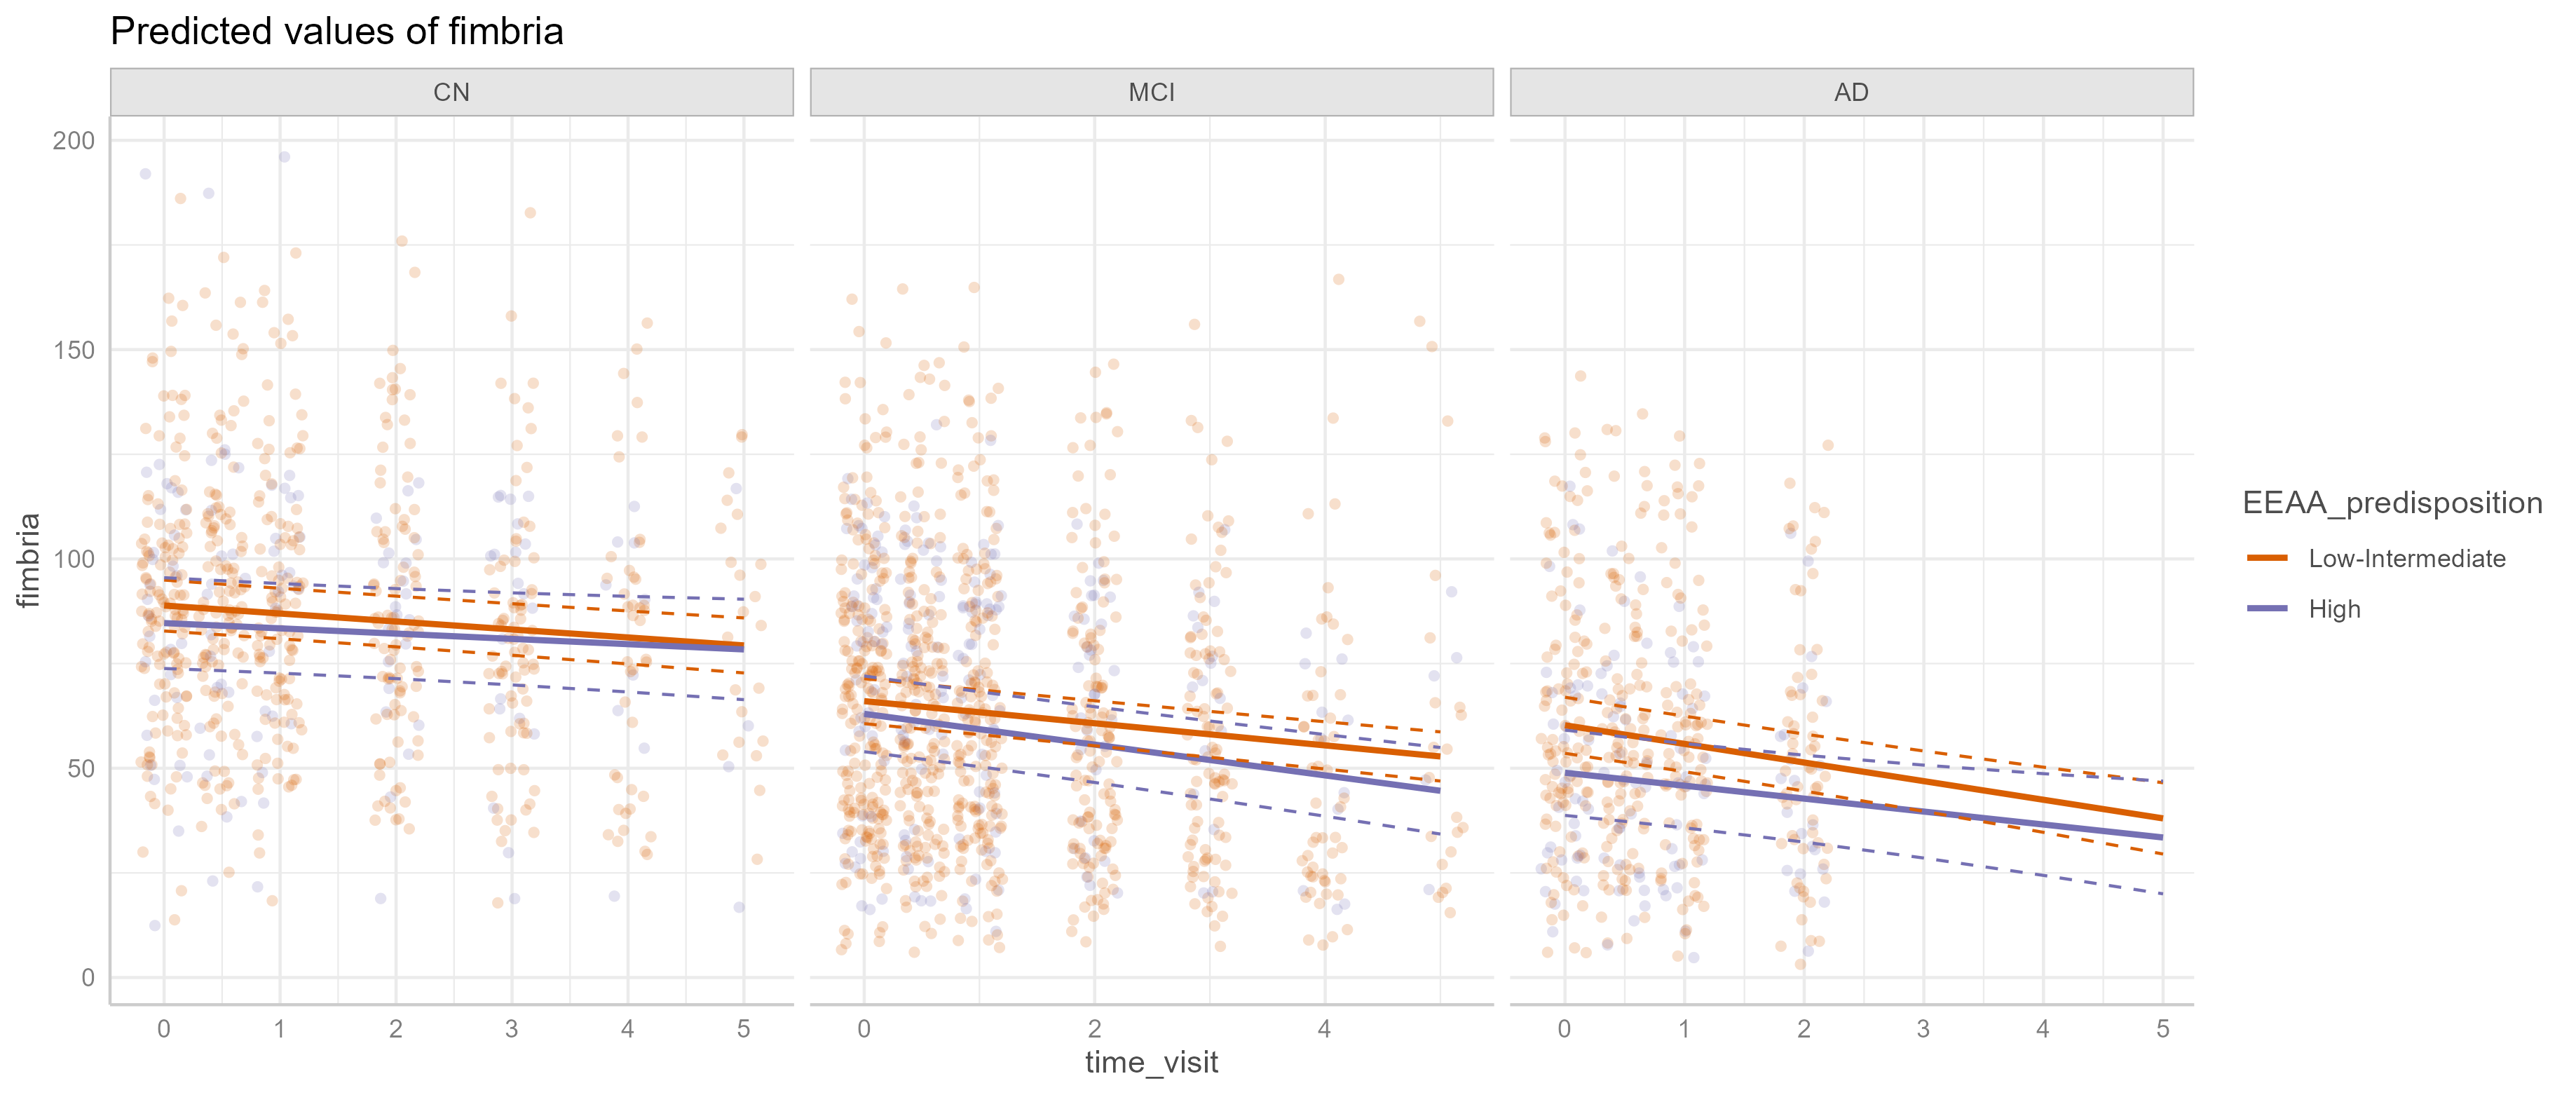 Predicted values of fimbria
CN
MCI
AD
200
150
100
50
0
fimbria
0 1 2 3 4 5
0 2 4
0 1 2 3 4 5
time_visit
EEAA_predisposition
Low-Intermediate
High